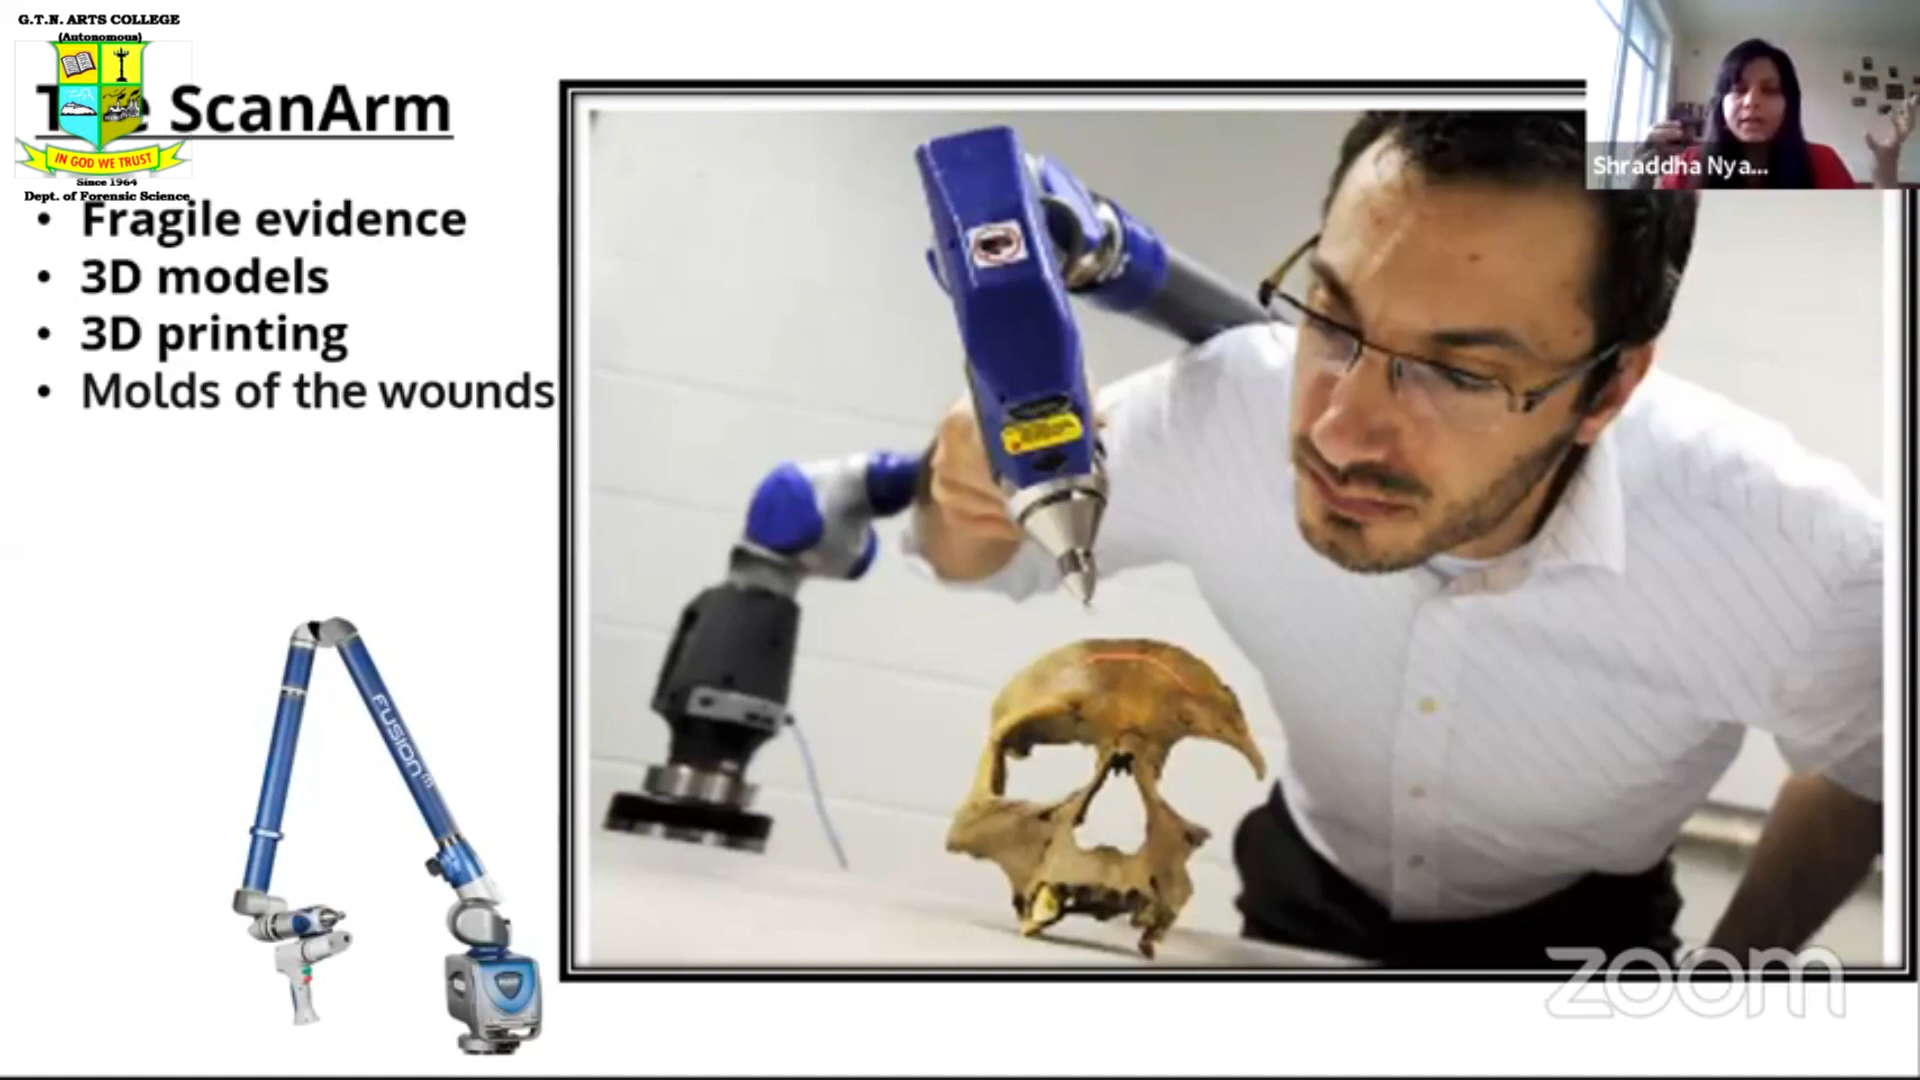 G.T.N. ARTS COLLEGE
(Autonomous)
IN GOD WE TRUST
Since 1964
Dept. of Forensic Science
ScanArm
• Fragile evidence
• 3D models
• 3D printing
• Molds of the wounds
FUSION
Shraddha Nya...
zoom